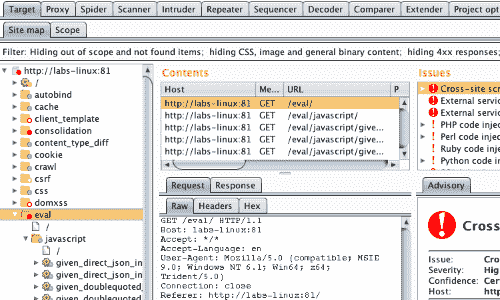 Target Proxy Spider Scanner Intruder Repeater Sequencer Decoder Comparer Extender Project opt
Site map Scope
Filter: Hiding out of scope and not found items; hiding CSS, image and general binary content; hiding 4xx responses;
http://labs-linux:81
/
autobind
cache
client_template
consolidation
content_type_diff
cookie
crawl
csrf
css
domxss
eval
/
javascript
/
given_direct_json_in
given_doublequoted_
given_doublequoted
Contents
Host Me... URL P
http://labs-linux:81 GET /eval/
http://labs-linux:81 GET /eval/javascript/
http://labs-linux:81 GET /eval/javascript/give...
http://labs-linux:81 GET /eval/javascript/give...
http://labs-linux:81 GET /eval/javascript/give...
Request Response
Raw Headers Hex
GET /eval/ HTTP/1.1
Host: labs-linux:81
Accept: */*
Accept-Language: en
User-Agent: Mozilla/5.0 (compatible; MSIE
9.0; Windows NT 6.1; Win64; x64;
Trident/5.0)
Connection: close
Referer: http://labs-linux:81/
Issues
Cross-site scr
External servic
External servic
PHP code injec
Perl code injec
Ruby code inje
Python code in
Advisory
Cross
Issue: Cros
Severity: Hig
Confidence: Cer
Host: http